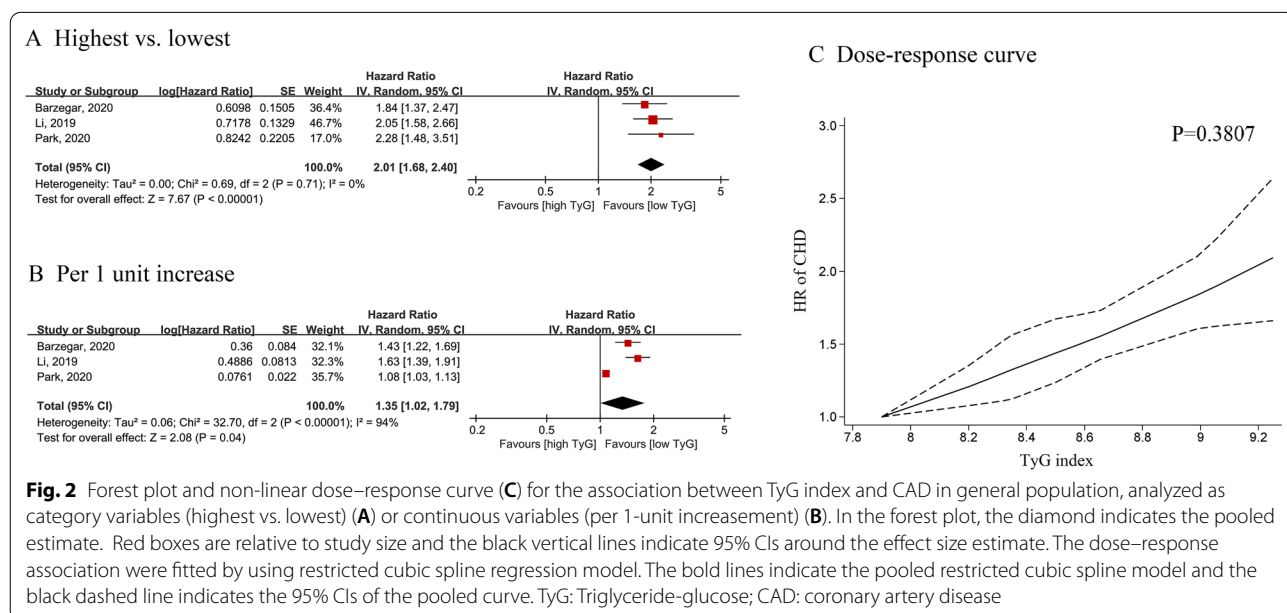 A Highest vs. lowest
Hazard Ratio Hazard Ratio
Study or Subgroup log[Hazard Ratio] SE Weight IV, Random, 95% CI IV, Random, 95% CI
Barzegar, 2020 0.6098 0.1505 36.4% 1.84 [1.37, 2.47]
Li, 2019 0.7178 0.1329 46.7% 2.05 [1.58, 2.66]
Park, 2020 0.8242 0.2205 17.0% 2.28 [1.48, 3.51]
Total (95% CI) 100.0% 2.01 [1.68, 2.40]
Heterogeneity: Tau² = 0.00; Chi² = 0.69, df = 2 (P = 0.71); I² = 0%
Test for overall effect: Z = 7.67 (P < 0.00001)
0.2 0.5 1 2 5
Favours [high TyG] Favours [low TyG]
B Per 1 unit increase
Hazard Ratio Hazard Ratio
Study or Subgroup log[Hazard Ratio] SE Weight IV, Random, 95% CI IV, Random, 95% CI
Barzegar, 2020 0.36 0.084 32.1% 1.43 [1.22, 1.69]
Li, 2019 0.4886 0.0813 32.3% 1.63 [1.39, 1.91]
Park, 2020 0.0761 0.022 35.7% 1.08 [1.03, 1.13]
Total (95% CI) 100.0% 1.35 [1.02, 1.79]
Heterogeneity: Tau² = 0.06; Chi² = 32.70, df = 2 (P < 0.00001); I² = 94%
Test for overall effect: Z = 2.08 (P = 0.04)
0.2 0.5 1 2 5
Favours [high TyG] Favours [low TyG]
C Dose-response curve
P=0.3807
HR of CHD
3.0
2.5
2.0
1.5
1.0
7.8 8 8.2 8.4 8.6 8.8 9 9.2
TyG index
Fig. 2 Forest plot and non-linear dose–response curve (C) for the association between TyG index and CAD in general population, analyzed as
category variables (highest vs. lowest) (A) or continuous variables (per 1-unit increasement) (B). In the forest plot, the diamond indicates the pooled
estimate. Red boxes are relative to study size and the black vertical lines indicate 95% CIs around the effect size estimate. The dose–response
association were fitted by using restricted cubic spline regression model. The bold lines indicate the pooled restricted cubic spline model and the
black dashed line indicates the 95% CIs of the pooled curve. TyG: Triglyceride-glucose; CAD: coronary artery disease